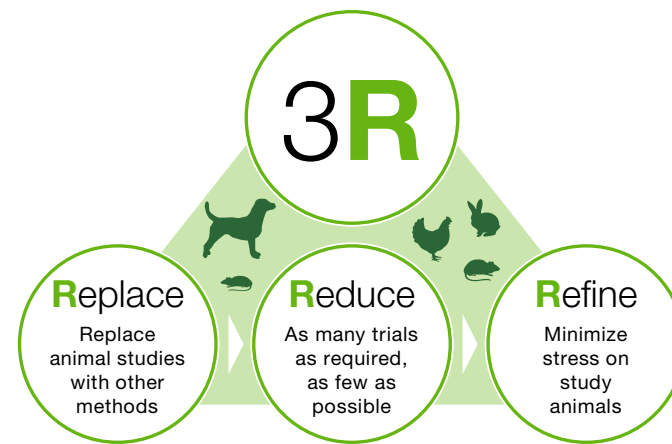 3R
Replace
Replace
animal studies
with other
methods
Reduce
As many trials
as required,
as few as
possible
Refine
Minimize
stress on
study
animals